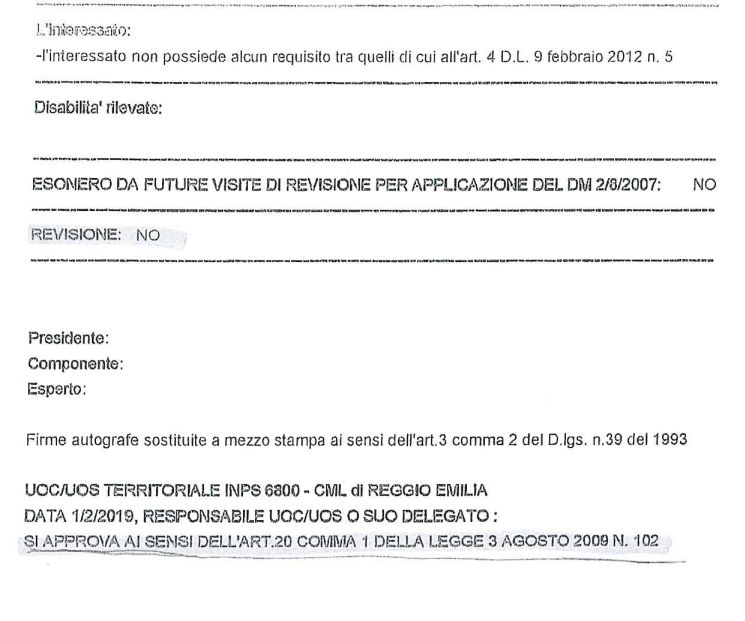 L'interessato:
-l'interessato non possiede alcun requisito tra quelli di cui all'art. 4 D.L. 9 febbraio 2012 n. 5
Disabilita' rilevate:
ESONERO DA FUTURE VISITE DI REVISIONE PER APPLICAZIONE DEL DM 2/8/2007: NO
REVISIONE: NO
Presidente:
Componente:
Esperto:
Firme autografe sostituite a mezzo stampa ai sensi dell'art.3 comma 2 del D.lgs. n.39 del 1993
UOC/UOS TERRITORIALE INPS 6800 - CML di REGGIO EMILIA
DATA 1/2/2019, RESPONSABILE UOC/UOS O SUO DELEGATO :
SI APPROVA AI SENSI DELL'ART.20 COMMA 1 DELLA LEGGE 3 AGOSTO 2009 N. 102